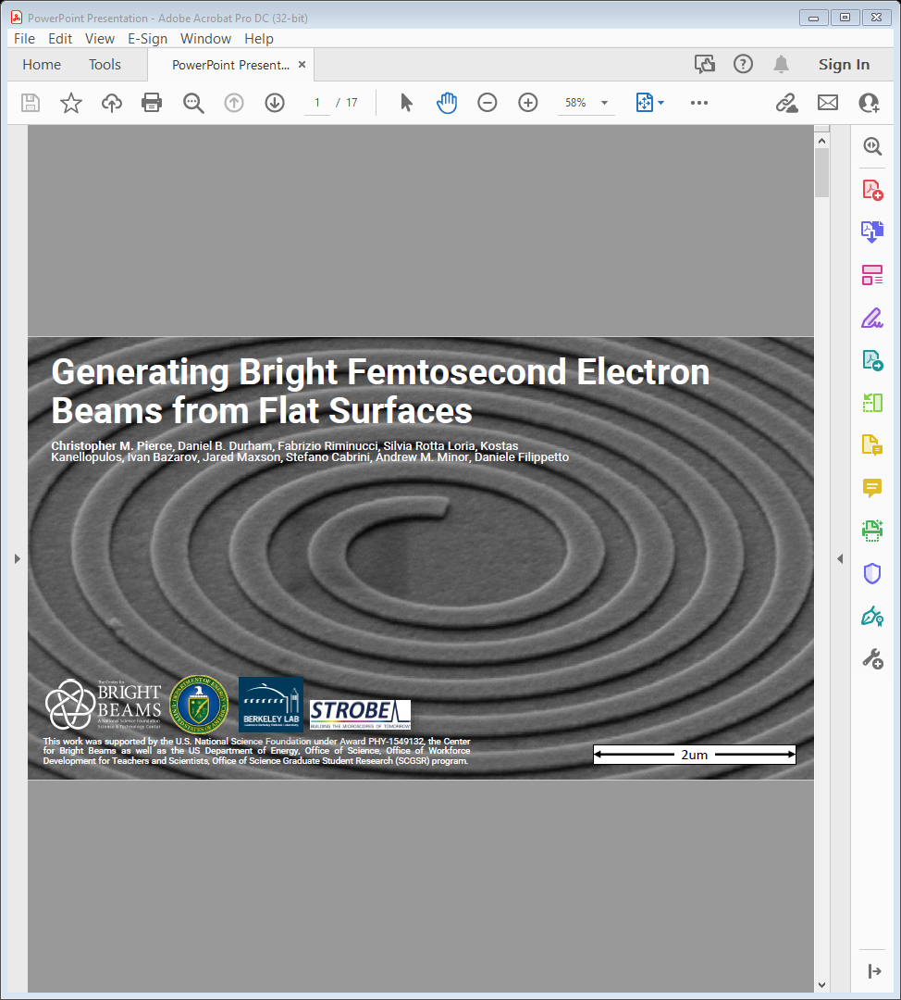 PowerPoint Presentation - Adobe Acrobat Pro DC (32-bit)
File Edit View E-Sign Window Help
Home Tools PowerPoint Present... × Sign In
1 / 17 58%
Generating Bright Femtosecond Electron
Beams from Flat Surfaces
Christopher M. Pierce, Daniel B. Durham, Fabrizio Riminucci, Silvia Rotta Loria, Kostas
Kanellopulos, Ivan Bazarov, Jared Maxson, Stefano Cabrini, Andrew M. Minor, Daniele Filippetto
The Center for
BRIGHT
BEAMS
A National Science Foundation
Science & Technology Center
DEPARTMENT OF ENERGY
UNITED STATES OF AMERICA
BERKELEY LAB
Lawrence Berkeley National Laboratory
STROBE
BUILDING THE MICROSCOPES OF TOMORROW
This work was supported by the U.S. National Science Foundation under Award PHY-1549132, the Center
for Bright Beams as well as the US Department of Energy, Office of Science, Office of Workforce
Development for Teachers and Scientists, Office of Science Graduate Student Research (SCGSR) program.
2um